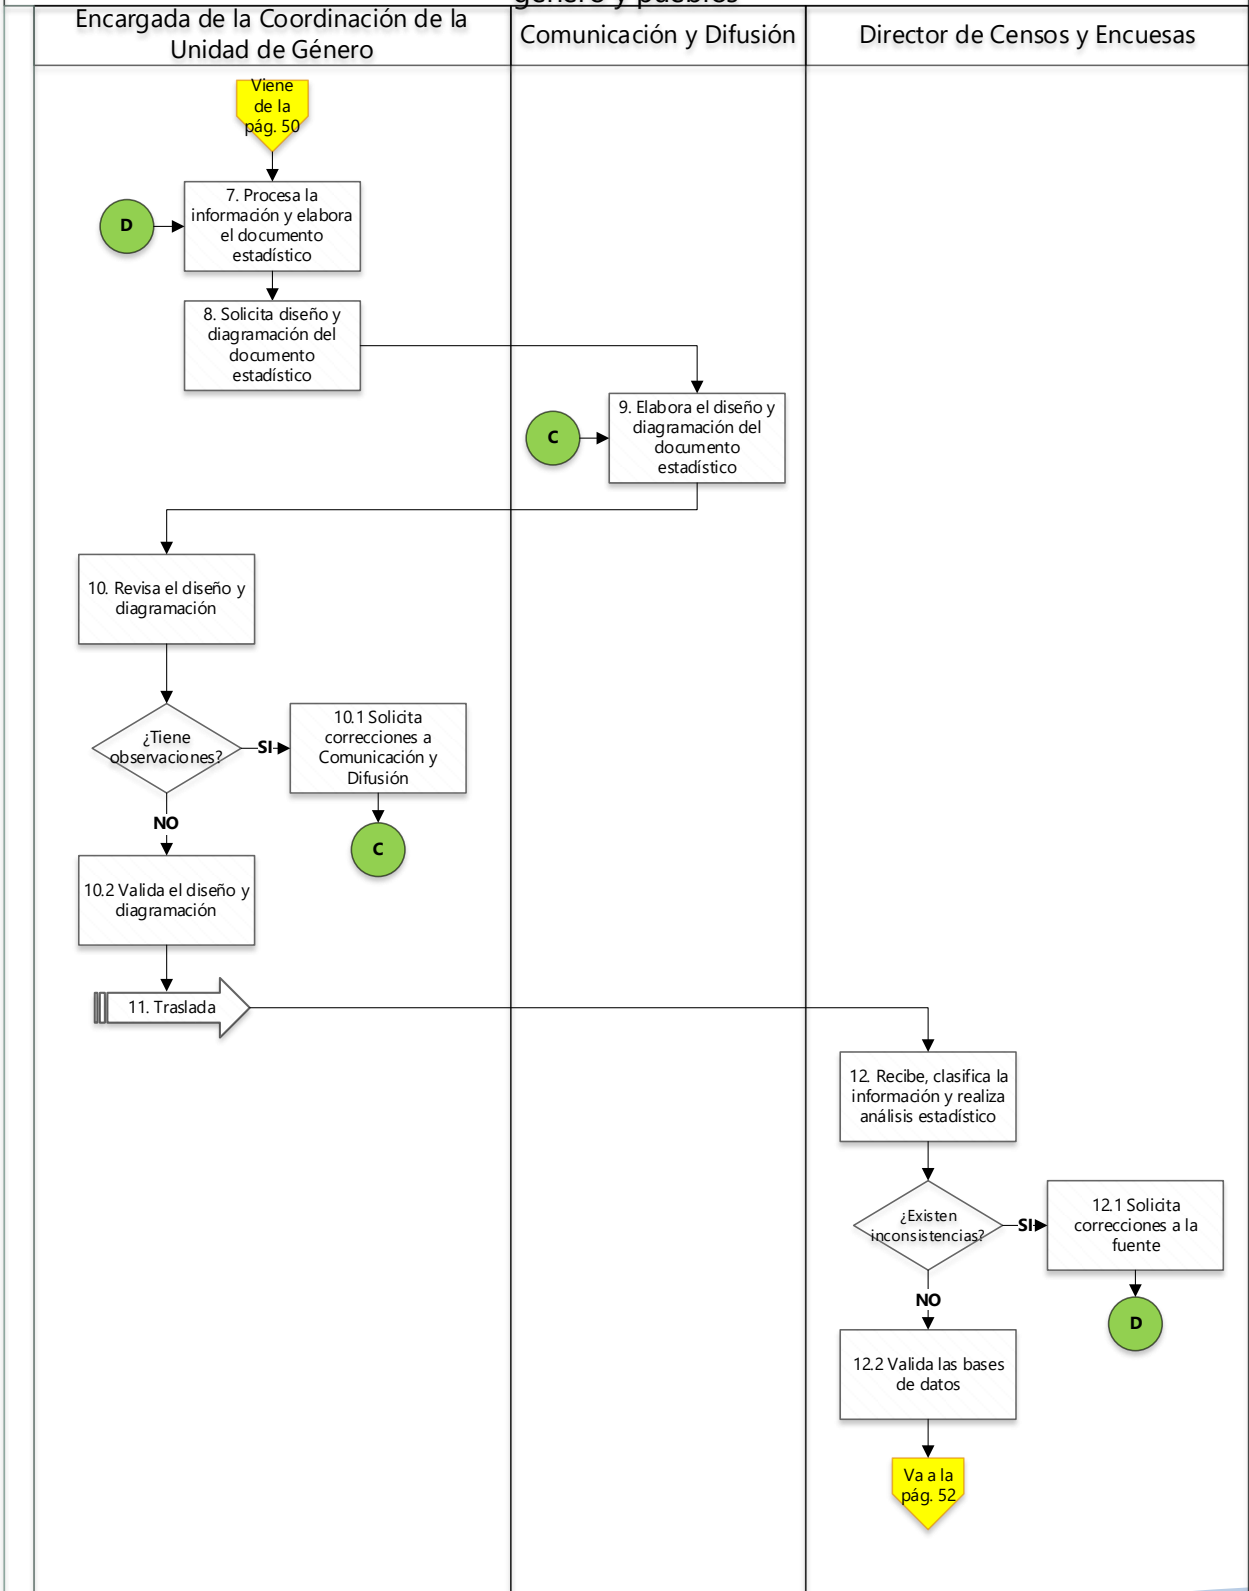 género y pueblos
Encargada de la Coordinación de la
Unidad de Género
Comunicación y Difusión
Director de Censos y Encuesas
Viene
de la
pág. 50
7. Procesa la
información y elabora
el documento
estadístico
D
8. Solicita diseño y
diagramación del
documento
estadístico
9. Elabora el diseño y
diagramación del
documento
estadístico
C
10. Revisa el diseño y
diagramación
¿Tiene
observaciones?
SI
10.1 Solicita
correcciones a
Comunicación y
Difusión
C
NO
10.2 Valida el diseño y
diagramación
11. Traslada
12. Recibe, clasifica la
información y realiza
análisis estadístico
¿Existen
inconsistencias?
SI
12.1 Solicita
correcciones a la
fuente
D
NO
12.2 Valida las bases
de datos
Va a la
pág. 52